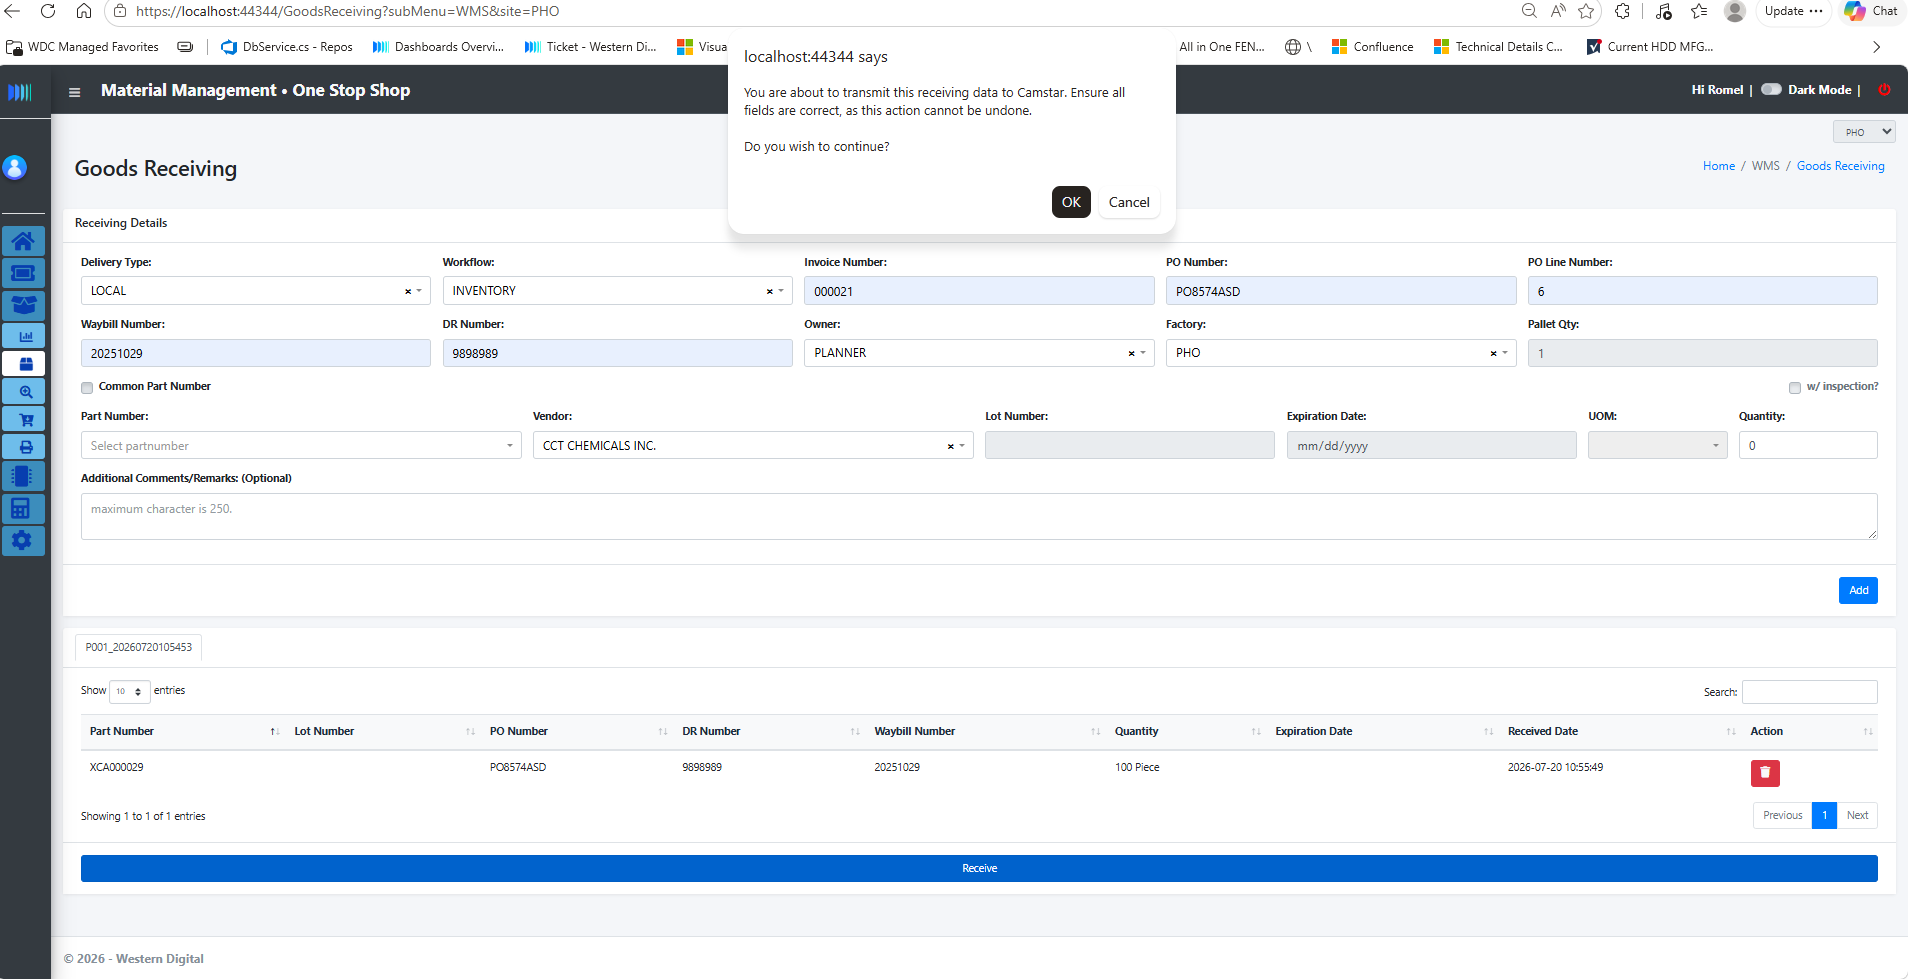 https://localhost:44344/GoodsReceiving?subMenu=WMS&site=PHO
Update
Chat
WDC Managed Favorites
DbService.cs - Repos
Dashboards Overvi...
Ticket - Western Di...
Visua
All in One FEN...
\
Confluence
Technical Details C...
Current HDD MFG...
localhost:44344 says
You are about to transmit this receiving data to Camstar. Ensure all
fields are correct, as this action cannot be undone.
Do you wish to continue?
OK
Cancel
Material Management • One Stop Shop
Hi Romel | Dark Mode |
PHO
Goods Receiving
Home / WMS / Goods Receiving
Receiving Details
Delivery Type: Workflow: Invoice Number: PO Number: PO Line Number:
LOCAL INVENTORY 000021 PO8574ASD 6
Waybill Number: DR Number: Owner: Factory: Pallet Qty:
20251029 9898989 PLANNER PHO 1
Common Part Number w/ inspection?
Part Number: Vendor: Lot Number: Expiration Date: UOM: Quantity:
Select partnumber CCT CHEMICALS INC. mm/dd/yyyy 0
Additional Comments/Remarks: (Optional)
maximum character is 250.
Add
P001_20260720105453
Show 10 entries Search:
Part Number Lot Number PO Number DR Number Waybill Number Quantity Expiration Date Received Date Action
XCA000029 PO8574ASD 9898989 20251029 100 Piece 2026-07-20 10:55:49
Showing 1 to 1 of 1 entries Previous 1 Next
Receive
© 2026 - Western Digital